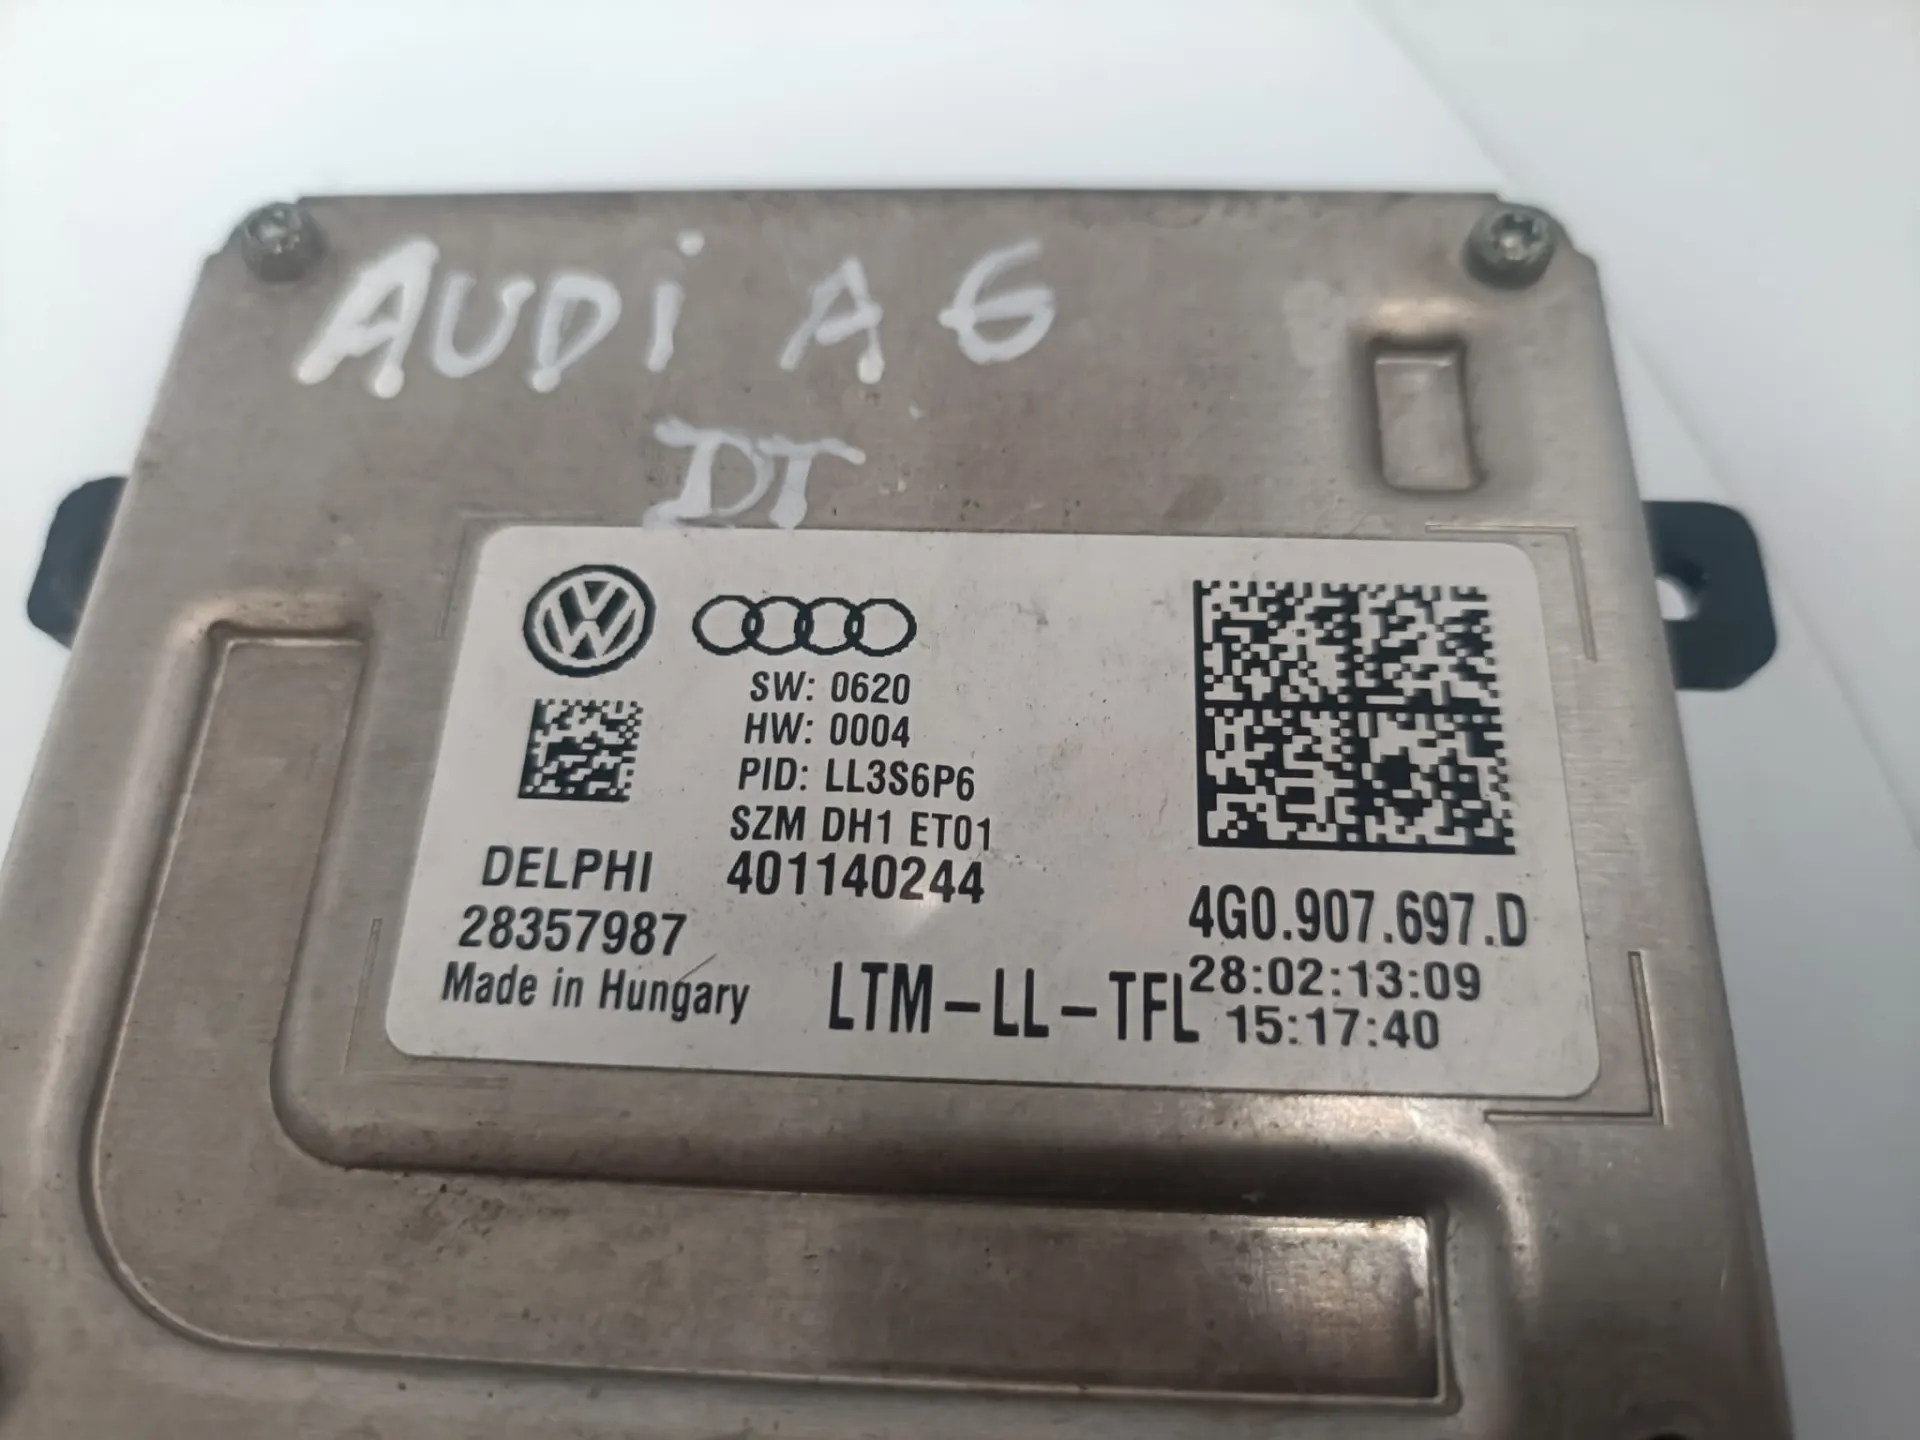 AUDi A6
DT
SW: 0620
HW: 0004
PID: LL3S6P6
SZM DH1 ET01
401140244
DELPHI
28357987
Made in Hungary
LTM-LL-TFL
4G0.907.697.D
28:02:13:09
15:17:40